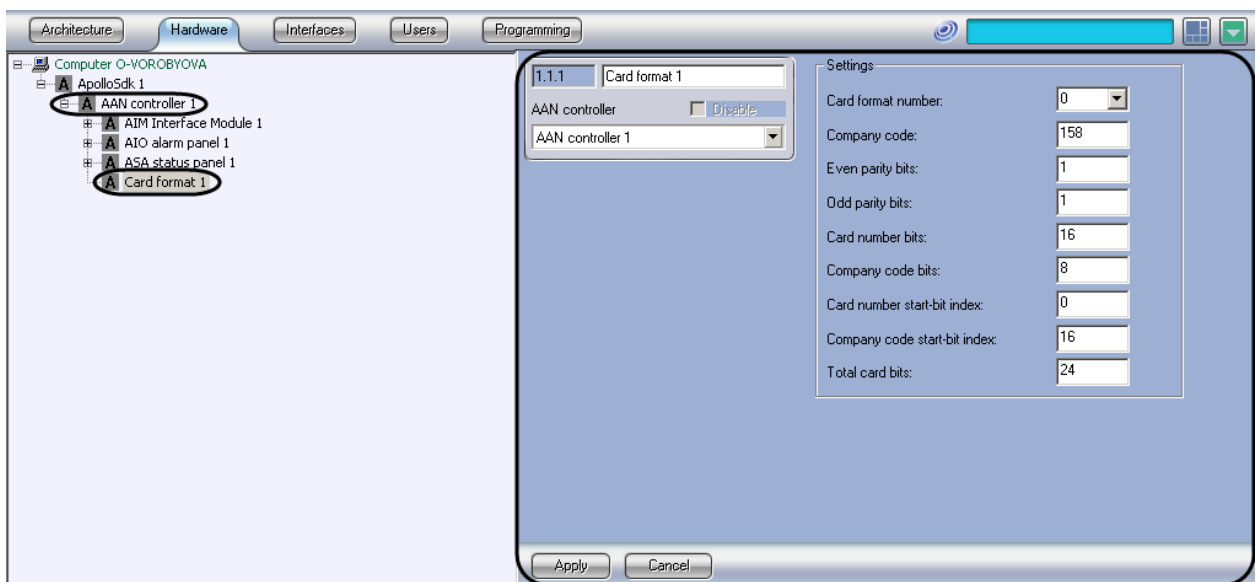 Architecture Hardware Interfaces Users Programming
Computer O-VOROBYOVA
ApolloSdk 1
AAN controller 1
AIM Interface Module 1
AIO alarm panel 1
ASA status panel 1
Card format 1
1.1.1 Card format 1
AAN controller Disable
AAN controller 1
Settings
Card format number: 0
Company code: 158
Even parity bits: 1
Odd parity bits: 1
Card number bits: 16
Company code bits: 8
Card number start-bit index: 0
Company code start-bit index: 16
Total card bits: 24
Apply Cancel